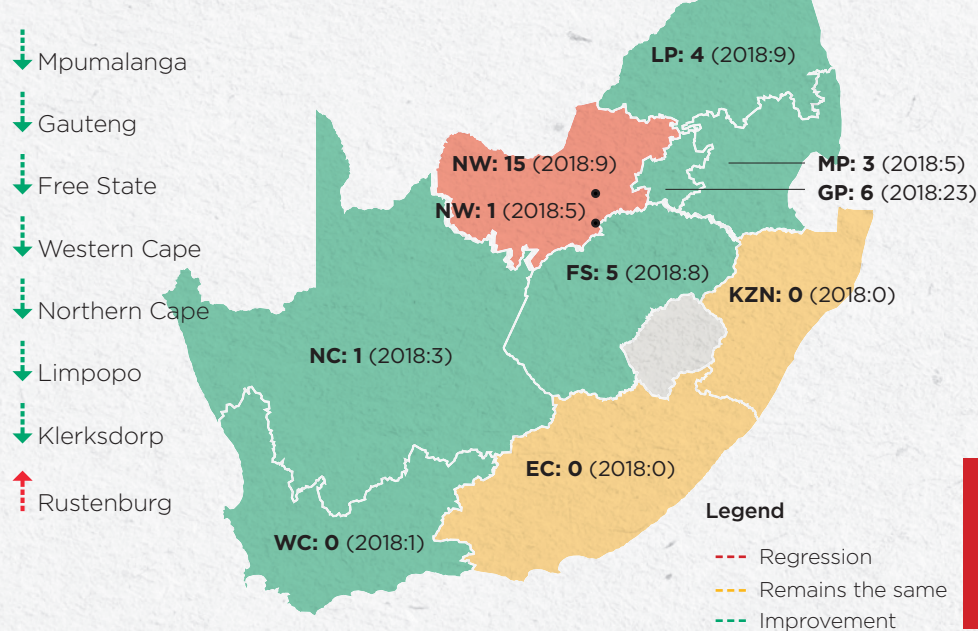 Mpumalanga
Gauteng
Free State
Western Cape
Northern Cape
Limpopo
Klerksdorp
Rustenburg
LP: 4 (2018:9)
NW: 15 (2018:9)
MP: 3 (2018:5)
GP: 6 (2018:23)
NW: 1 (2018:5)
FS: 5 (2018:8)
KZN: 0 (2018:0)
NC: 1 (2018:3)
EC: 0 (2018:0)
WC: 0 (2018:1)
Legend
Regression
Remains the same
Improvement